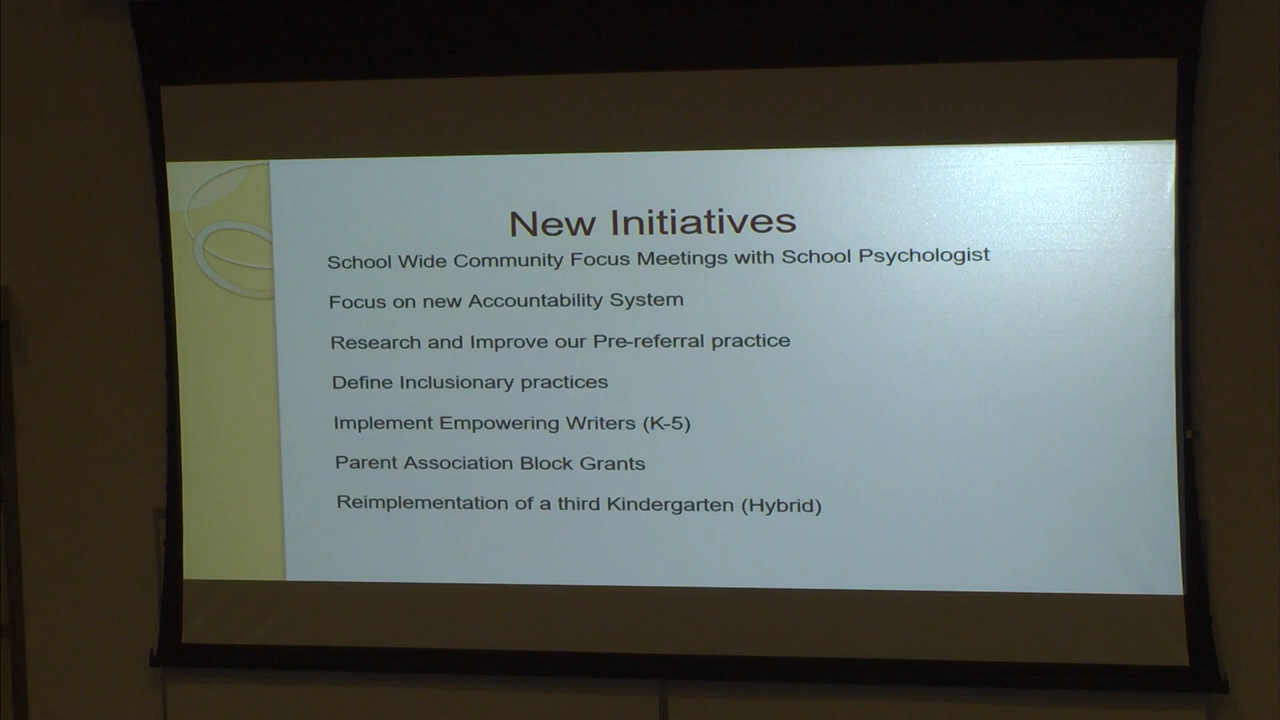 New Initiatives
School Wide Community Focus Meetings with School Psychologist
Focus on new Accountability System
Research and Improve our Pre-referral practice
Define Inclusionary practices
Implement Empowering Writers (K-5)
Parent Association Block Grants
Reimplementation of a third Kindergarten (Hybrid)